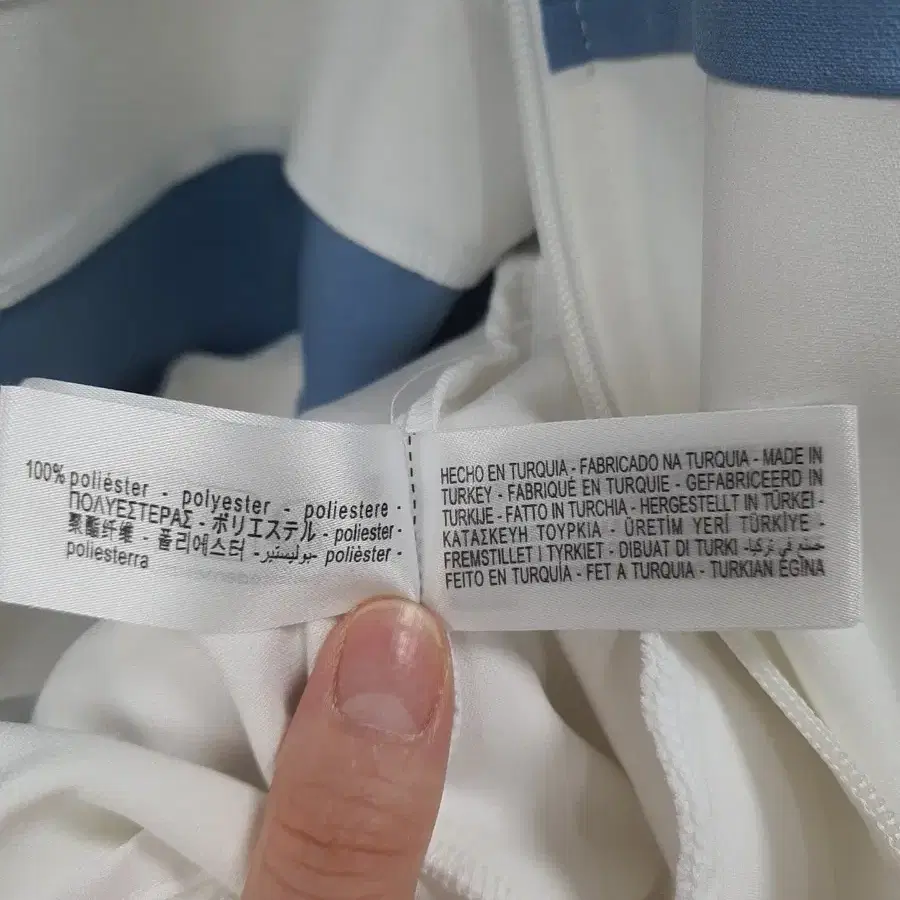 100% poliéster - polyester - poliestere -
ΠΟΛΥΕΣΤΕΡΑΣ - ポリエステル - poliester -
聚酯纤维 - 폴리에스터 - بوليستير - polièster -
poliesterra
HECHO EN TURQUIA - FABRICADO NA TURQUIA - MADE IN
TURKEY - FABRIQUÉ EN TURQUIE - GEFABRICEERD IN
TURKIJE - FATTO IN TURCHIA - HERGESTELLT IN TÜRKEI -
ΚΑΤΑΣΚΕΥΗ ΤΟΥΡΚΙΑ - ÜRETİM YERİ TÜRKİYE -
FREMSTILLET I TYRKIET - DIBUAT DI TURKI - صنع في تركيا
FEITO EN TURQUÍA - FET A TURQUIA - TURKIAN EGINA